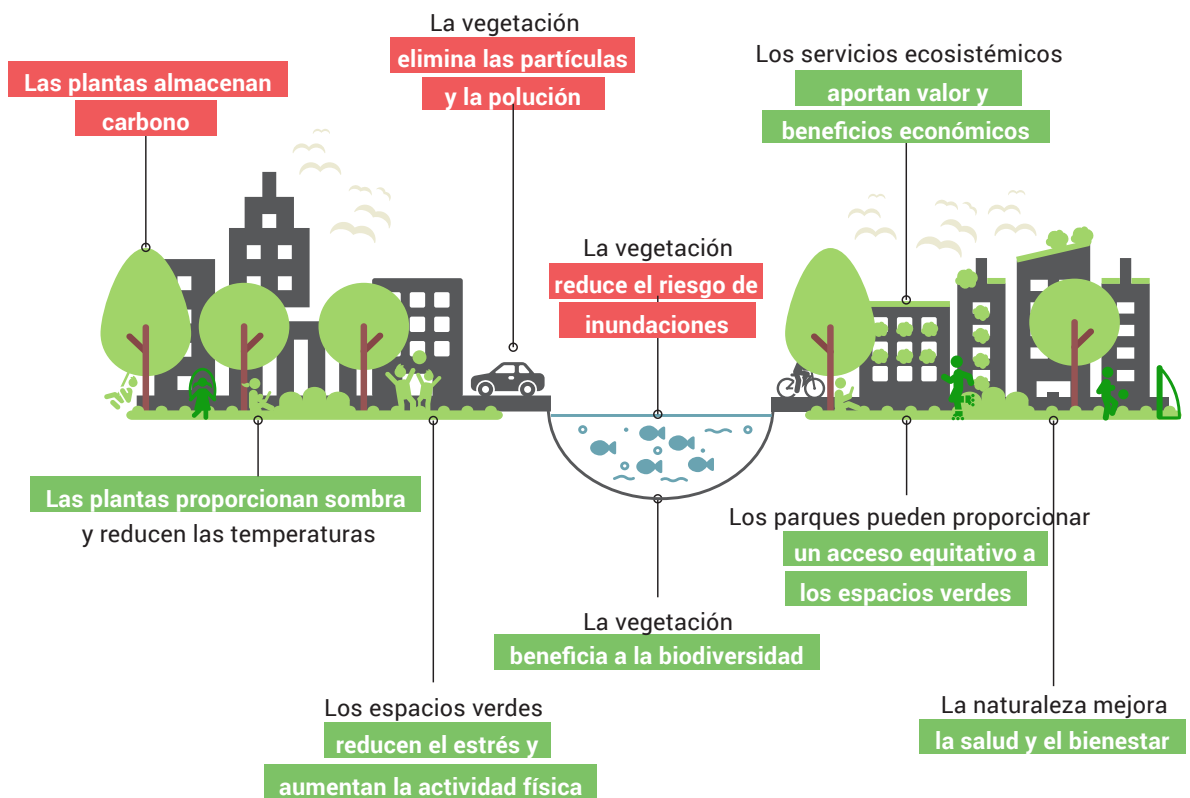 Las plantas almacenan
carbono
La vegetación
elimina las partículas
y la polución
Los servicios ecosistémicos
aportan valor y
beneficios económicos
La vegetación
reduce el riesgo de
inundaciones
Las plantas proporcionan sombra
y reducen las temperaturas
Los parques pueden proporcionar
un acceso equitativo a
los espacios verdes
La vegetación
beneficia a la biodiversidad
Los espacios verdes
reducen el estrés y
aumentan la actividad física
La naturaleza mejora
la salud y el bienestar